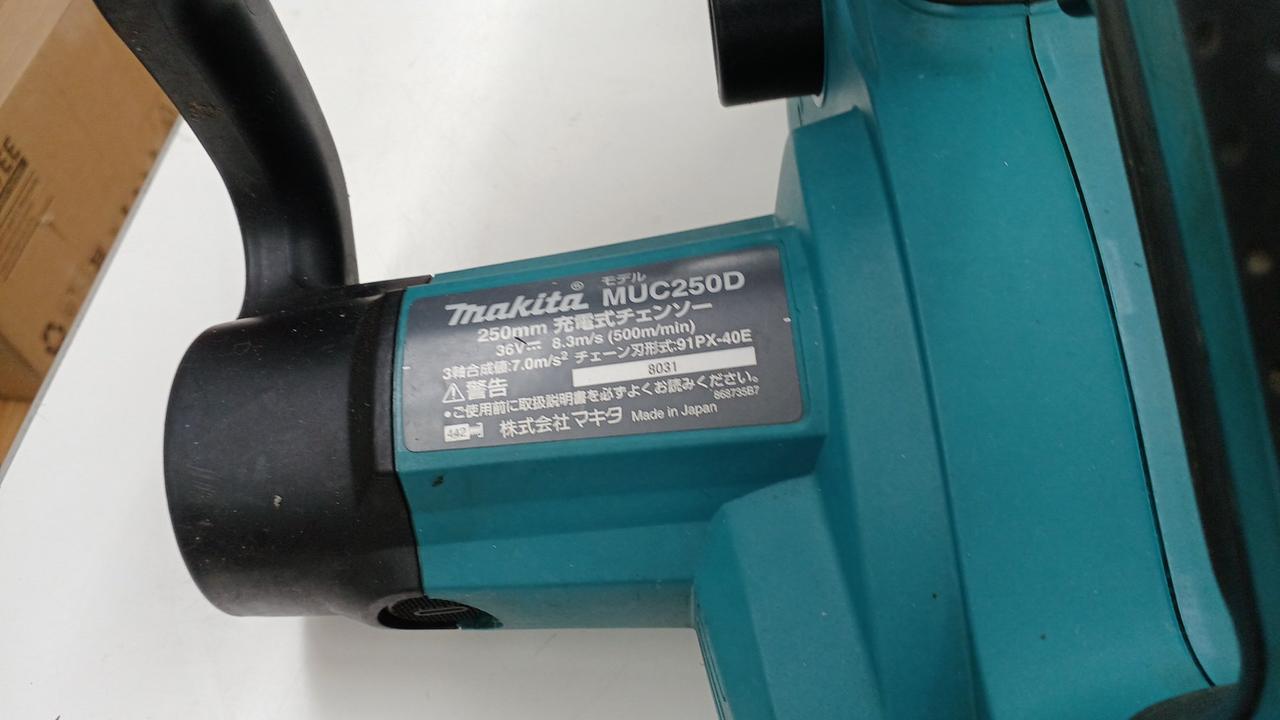 モデル
makita® MUC250D
250mm 充電式チェンソー
36V⎓ 8.3m/s (500m/min)
3軸合成値:7.0m/s² チェーン刃形式:91PX-40E
⚠警告 8031
•ご使用前に取扱説明書を必ずよくお読みください。
868735B7
442 株式会社マキタ Made in Japan